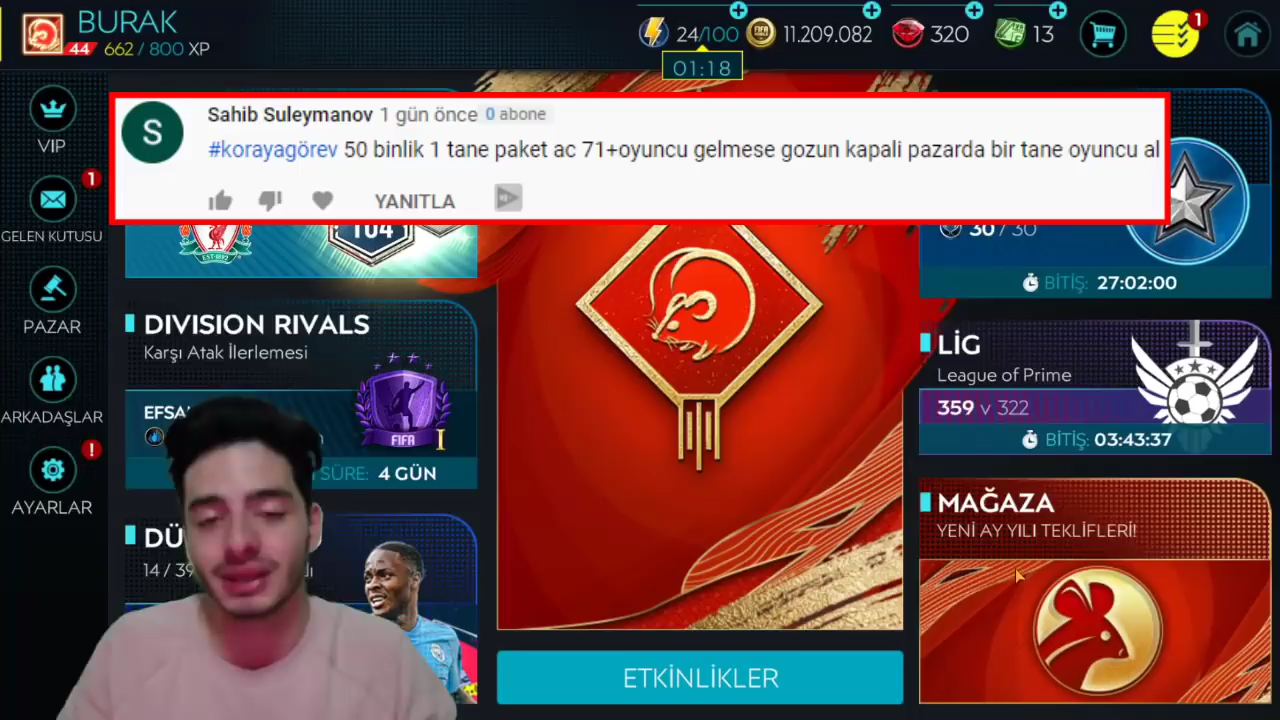 BURAK
44 662 / 800 XP
24/100
01:18
11.209.082
320
13
1
VIP
1
GELEN KUTUSU
PAZAR
ARKADAŞLAR
!
AYARLAR
S
Sahib Suleymanov 1 gün önce 0 abone
#korayagörev 50 binlik 1 tane paket ac 71+oyuncu gelmese gozun kapali pazarda bir tane oyuncu al
YANITLA
EST·1892
104
30 / 30
BİTİŞ: 27:02:00
DIVISION RIVALS
Karşı Atak İlerlemesi
FIFA
I
SÜRE: 4 GÜN
14 / 39
LİG
League of Prime
359 v 322
BİTİŞ: 03:43:37
MAĞAZA
YENİ AY YILI TEKLİFLERİ!
ETKİNLİKLER